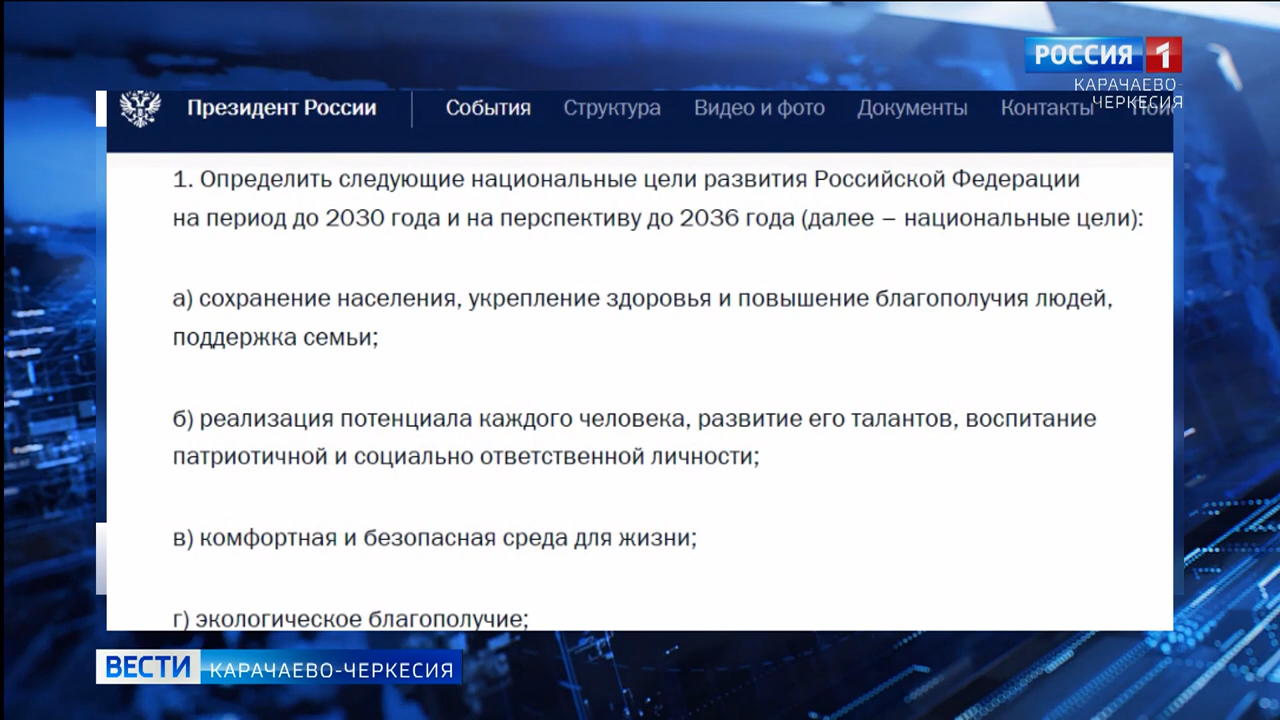 РОССИЯ 1
КАРАЧАЕВО-
ЧЕРКЕСИЯ
Президент России События Структура Видео и фото Документы Контакты
1. Определить следующие национальные цели развития Российской Федерации
на период до 2030 года и на перспективу до 2036 года (далее – национальные цели):
а) сохранение населения, укрепление здоровья и повышение благополучия людей,
поддержка семьи;
б) реализация потенциала каждого человека, развитие его талантов, воспитание
патриотичной и социально ответственной личности;
в) комфортная и безопасная среда для жизни;
г) экологическое благополучие;
ВЕСТИ КАРАЧАЕВО-ЧЕРКЕСИЯ